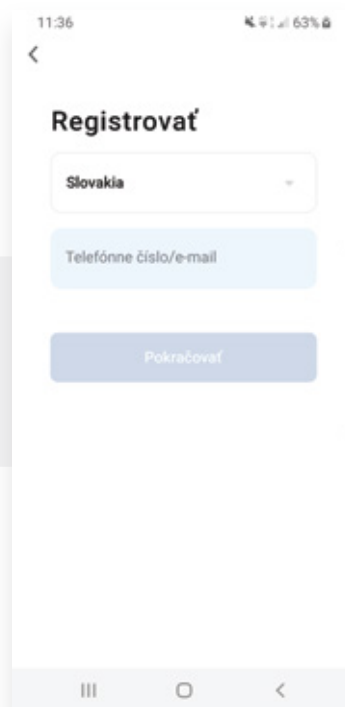 11:36
63%
Registrovať
Slovakia
Telefónne číslo/e-mail
Pokračovať